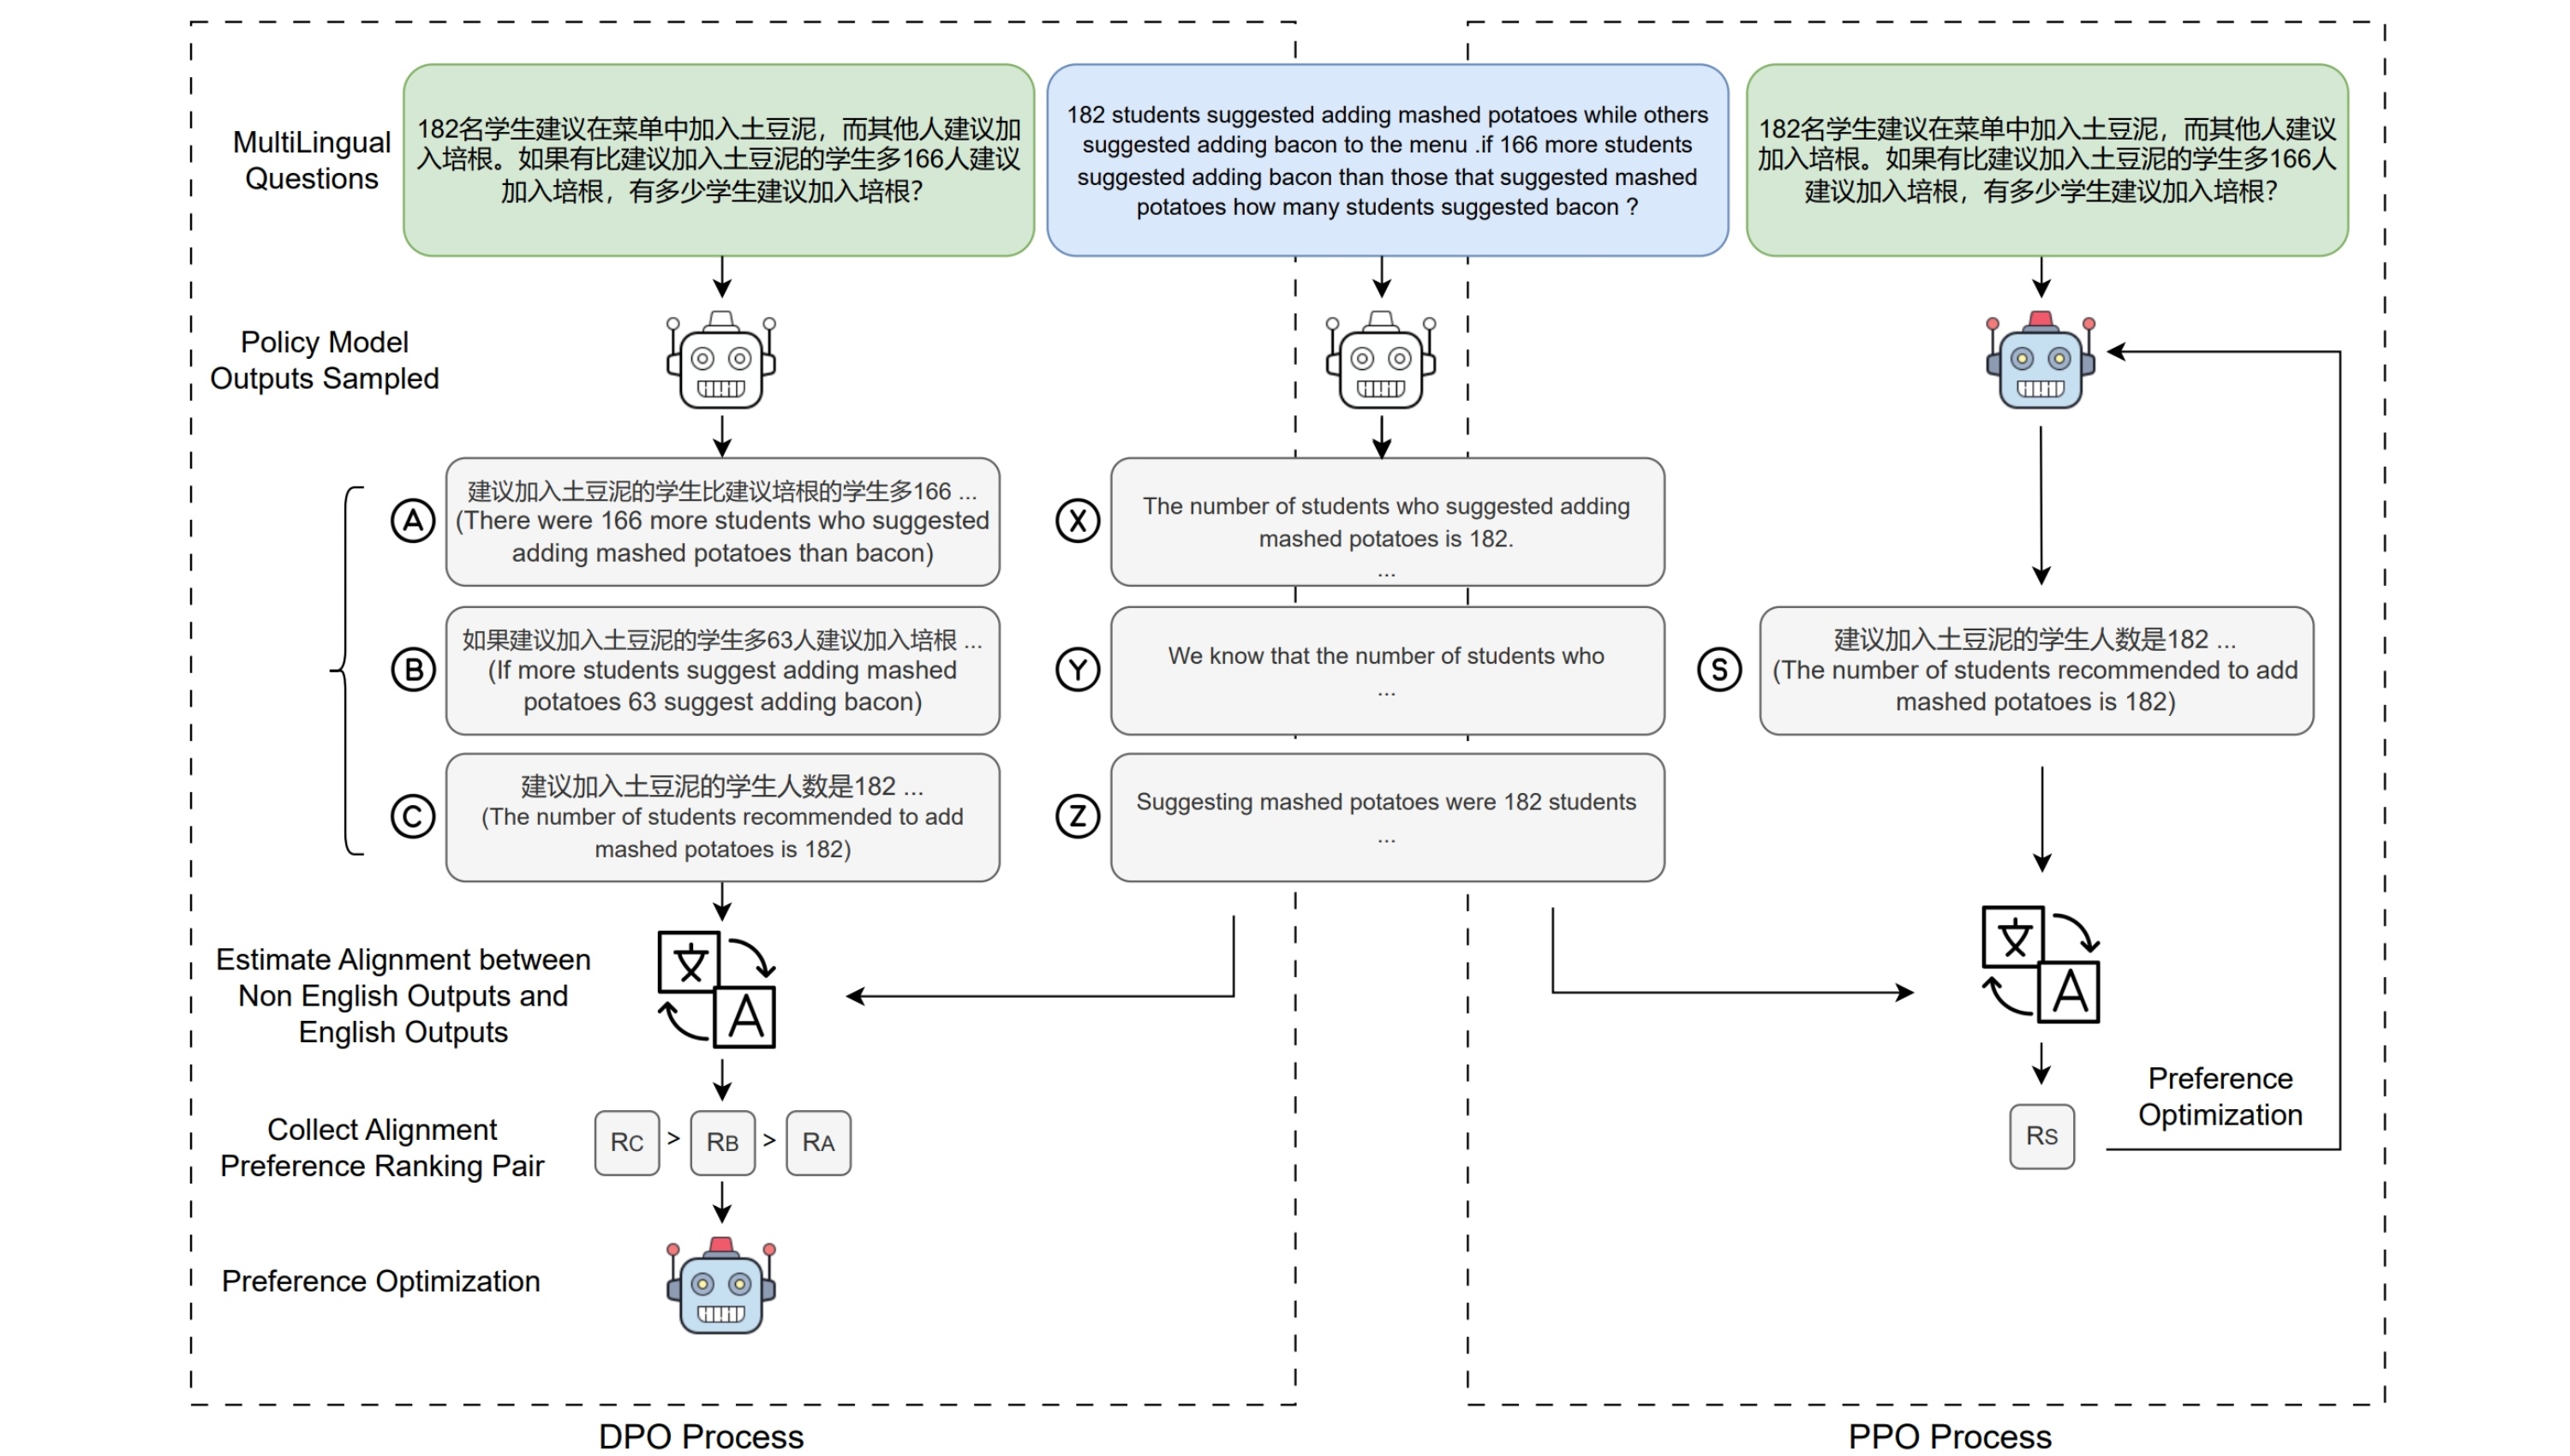 MultiLingual
Questions
182名学生建议在菜单中加入土豆泥，而其他人建议加
入培根。如果有比建议加入土豆泥的学生多166人建议
加入培根，有多少学生建议加入培根？
182 students suggested adding mashed potatoes while others
suggested adding bacon to the menu .if 166 more students
suggested adding bacon than those that suggested mashed
potatoes how many students suggested bacon ?
182名学生建议在菜单中加入土豆泥，而其他人建议
加入培根。如果有比建议加入土豆泥的学生多166人
建议加入培根，有多少学生建议加入培根？
Policy Model
Outputs Sampled
A
建议加入土豆泥的学生比建议培根的学生多166 ...
(There were 166 more students who suggested
adding mashed potatoes than bacon)
X
The number of students who suggested adding
mashed potatoes is 182.
...
B
如果建议加入土豆泥的学生多63人建议加入培根 ...
(If more students suggest adding mashed
potatoes 63 suggest adding bacon)
Y
We know that the number of students who
...
S
建议加入土豆泥的学生人数是182 ...
(The number of students recommended to add
mashed potatoes is 182)
C
建议加入土豆泥的学生人数是182 ...
(The number of students recommended to add
mashed potatoes is 182)
Z
Suggesting mashed potatoes were 182 students
...
Estimate Alignment between
Non English Outputs and
English Outputs
文
A
文
A
Collect Alignment
Preference Ranking Pair
RC > RB > RA
RS
Preference
Optimization
Preference Optimization
DPO Process
PPO Process